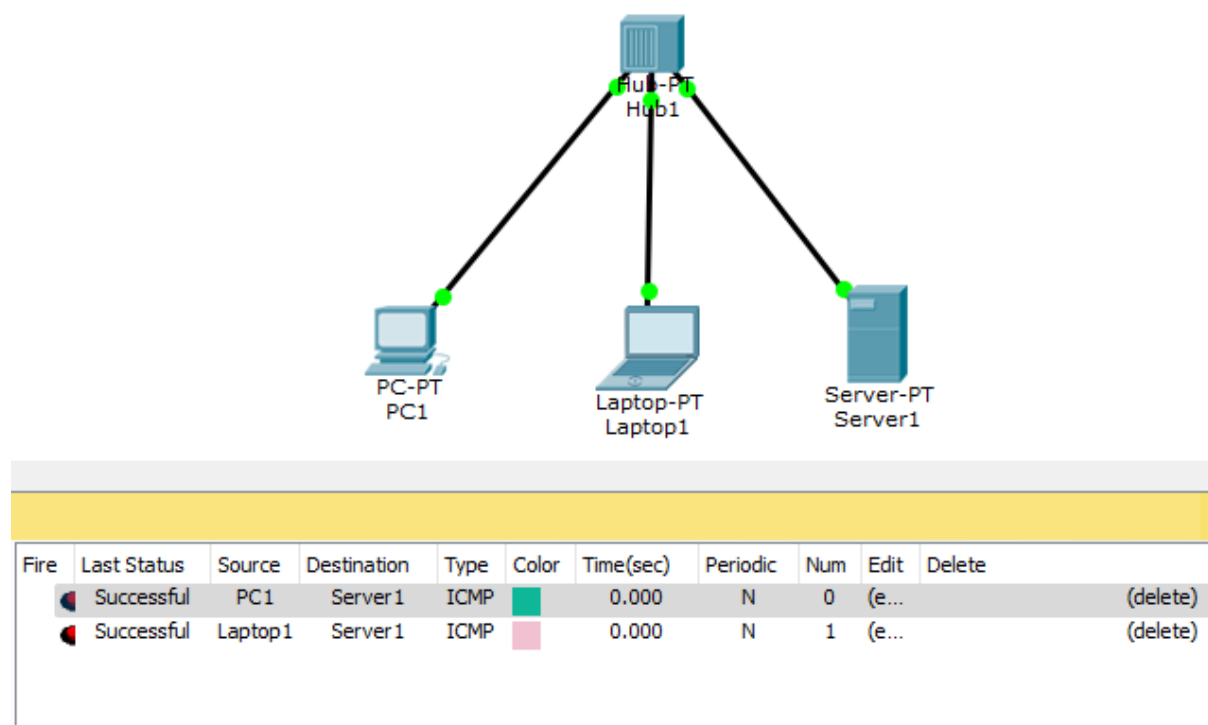 Hub-PT
Hub1
PC-PT
PC1
Laptop-PT
Laptop1
Server-PT
Server1
Fire Last Status Source Destination Type Color Time(sec) Periodic Num Edit Delete
Successful PC1 Server1 ICMP 0.000 N 0 (e... (delete)
Successful Laptop1 Server1 ICMP 0.000 N 1 (e... (delete)